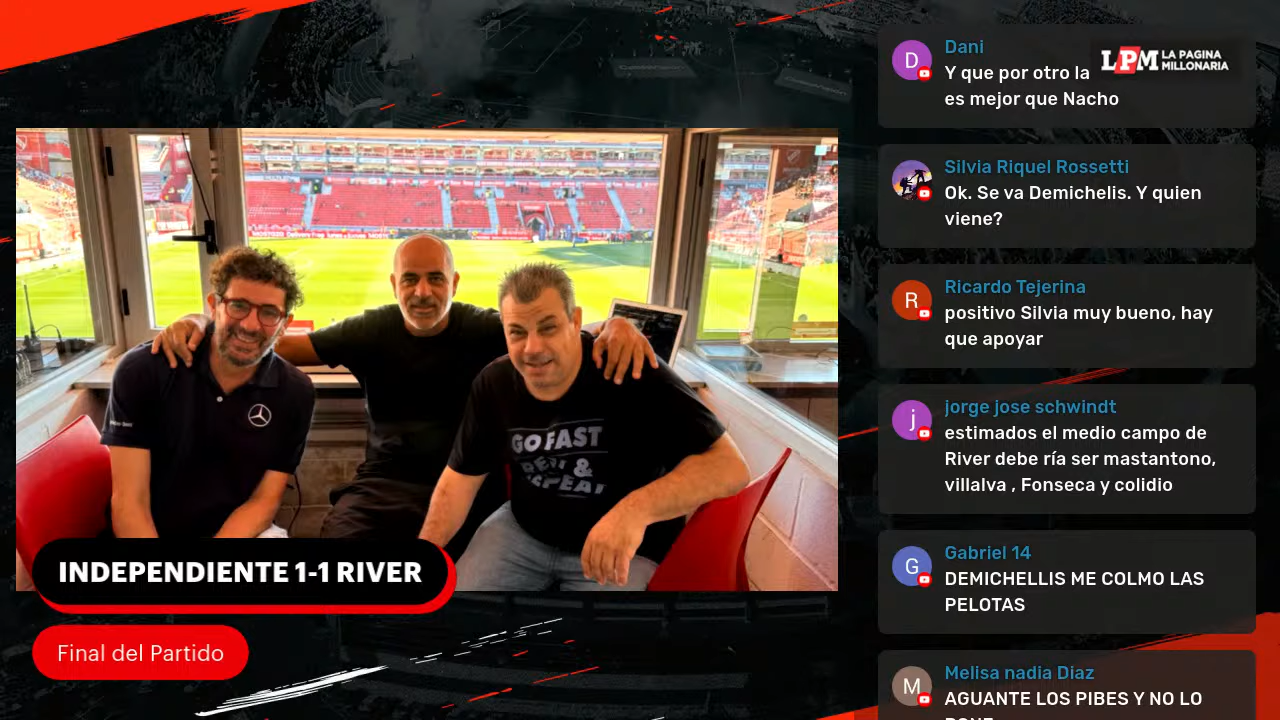 Dani
Y que por otro la
es mejor que Nacho
LPM LA PAGINA
MILLONARIA
Silvia Riquel Rossetti
Ok. Se va Demichelis. Y quien
viene?
R
Ricardo Tejerina
positivo Silvia muy bueno, hay
que apoyar
j
jorge jose schwindt
estimados el medio campo de
River debe ría ser mastantono,
villalva , Fonseca y colidio
G
Gabriel 14
DEMICHELLIS ME COLMO LAS
PELOTAS
M
Melisa nadia Diaz
AGUANTE LOS PIBES Y NO LO
D
GO FAST
&
INDEPENDIENTE 1-1 RIVER
Final del Partido